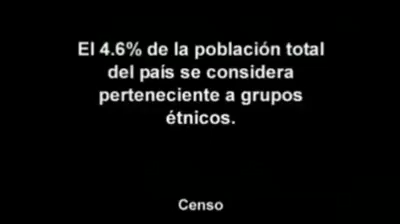 El 4.6% de la población total
del país se considera
perteneciente a grupos
étnicos.
Censo